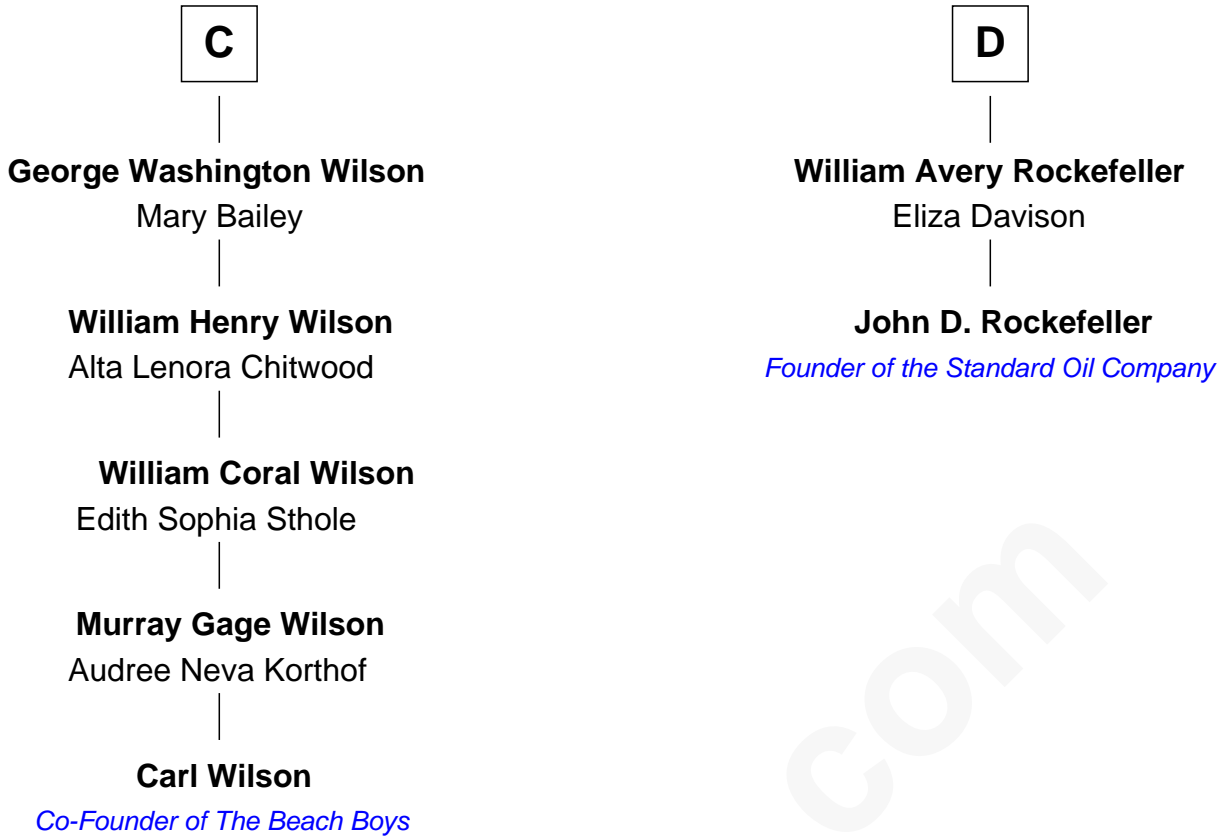 C
George Washington Wilson
Mary Bailey
William Henry Wilson
Alta Lenora Chitwood
William Coral Wilson
Edith Sophia Sthole
Murray Gage Wilson
Audree Neva Korthof
Carl Wilson
Co-Founder of The Beach Boys
D
William Avery Rockefeller
Eliza Davison
John D. Rockefeller
Founder of the Standard Oil Company
com